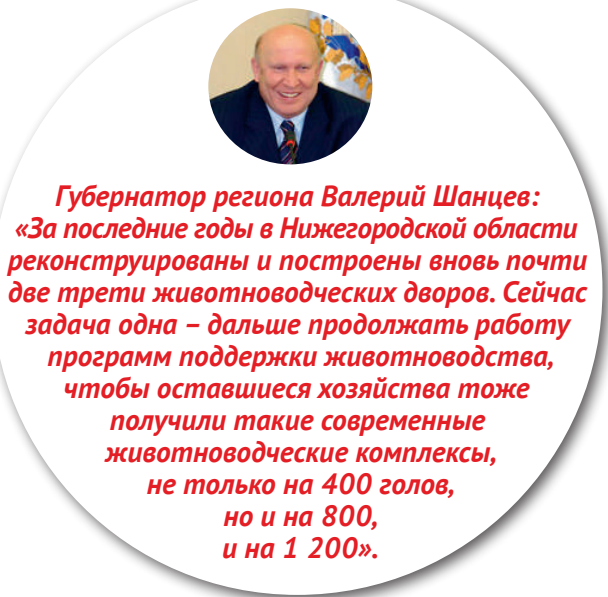 Губернатор региона Валерий Шанцев:
«За последние годы в Нижегородской области
реконструированы и построены вновь почти
две трети животноводческих дворов. Сейчас
задача одна – дальше продолжать работу
программ поддержки животноводства,
чтобы оставшиеся хозяйства тоже
получили такие современные
животноводческие комплексы,
не только на 400 голов,
но и на 800,
и на 1 200».